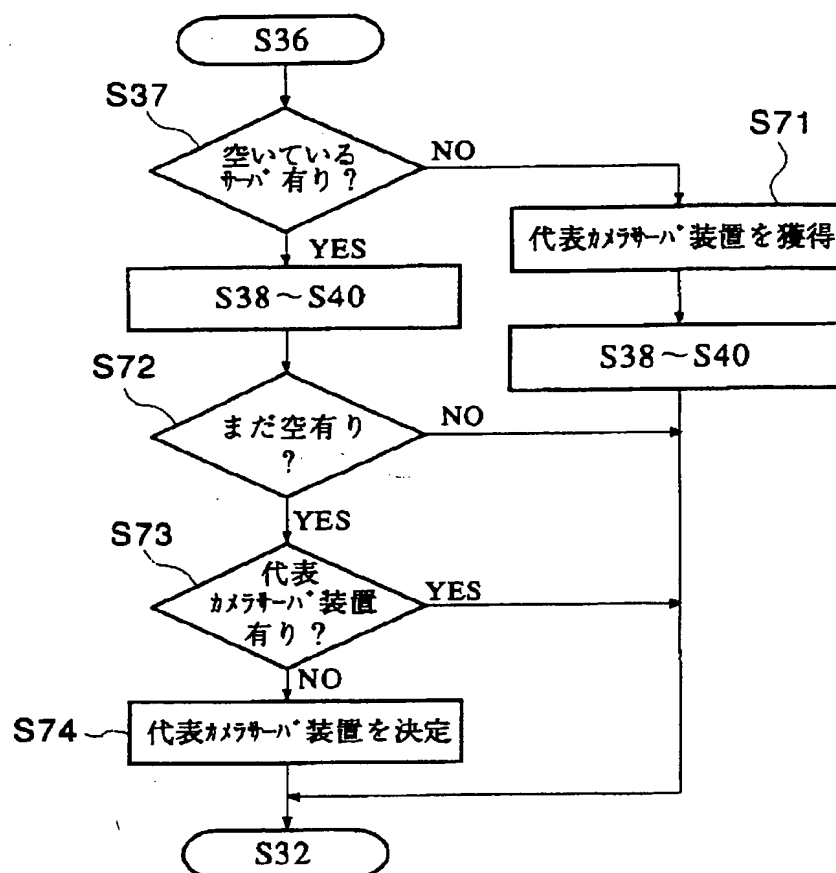 S36
S37
空いている
サーバ有り?
NO
S71
代表カメラサーバ装置を獲得
YES
S38～S40
S38～S40
S72
まだ空有り
?
NO
YES
S73
代表
カメラサーバ装置
有り?
YES
NO
S74
代表カメラサーバ装置を決定
S32